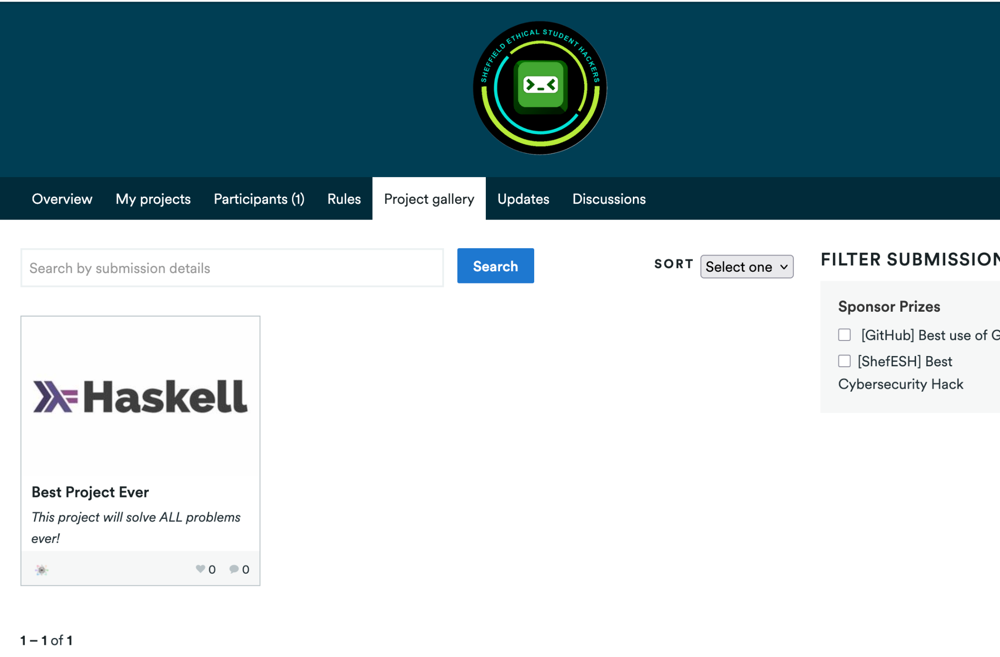 SHEFFIELD ETHICAL STUDENT HACKERS
>_<
Overview My projects Participants (1) Rules Project gallery Updates Discussions
Search by submission details Search SORT Select one FILTER SUBMISSION
Sponsor Prizes
[GitHub] Best use of G
[ShefESH] Best
Cybersecurity Hack
Haskell
Best Project Ever
This project will solve ALL problems
ever!
0 0
1 – 1 of 1